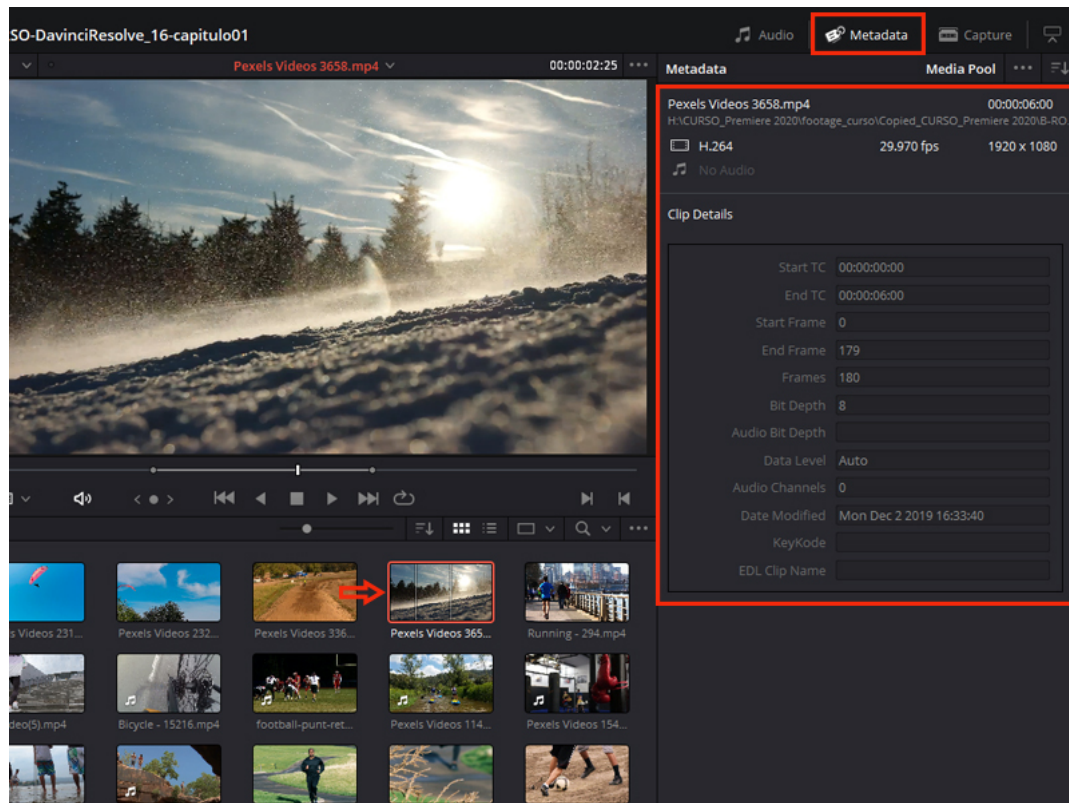 SO-DavinciResolve_16-capitulo01
Audio
Metadata
Capture
Pexels Videos 3658.mp4
00:00:02:25
Metadata
Media Pool
Pexels Videos 3658.mp4
00:00:06:00
H:\CURSO_Premiere 2020\footage_curso\Copied_CURSO_Premiere 2020\B-RO.
H.264
29.970 fps
1920 x 1080
No Audio
Clip Details
Start TC 00:00:00:00
End TC 00:00:06:00
Start Frame 0
End Frame 179
Frames 180
Bit Depth 8
Audio Bit Depth
Data Level Auto
Audio Channels 0
Date Modified Mon Dec 2 2019 16:33:40
KeyKode
EDL Clip Name
s Videos 231...
Pexels Videos 232...
Pexels Videos 336...
Pexels Videos 365...
Running - 294.mp4
deo(5).mp4
Bicycle - 15216.mp4
football-punt-ret...
Pexels Videos 114...
Pexels Videos 154...